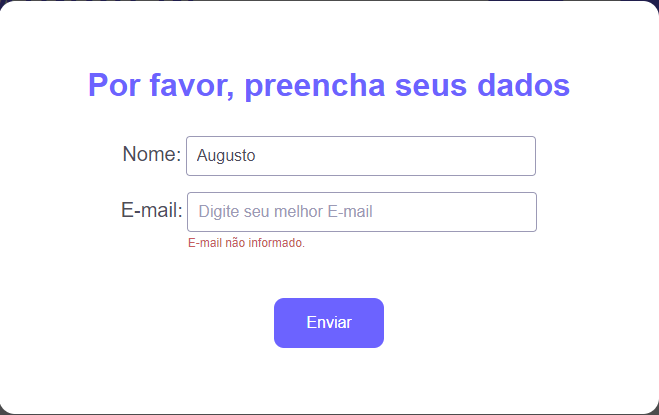 Por favor, preencha seus dados
Nome: Augusto
E-mail: Digite seu melhor E-mail
E-mail não informado.
Enviar